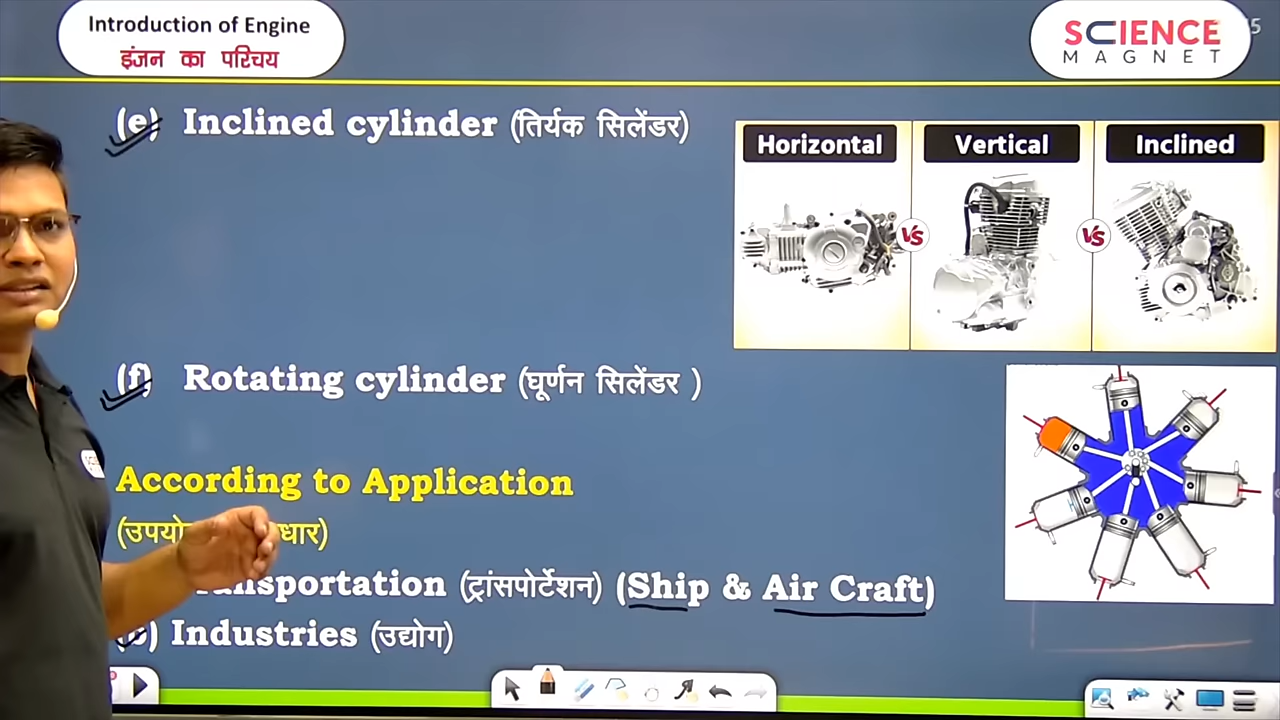 Introduction of Engine
इंजन का परिचय
SCIENCE
MAGNET
5
(e) Inclined cylinder (तिर्यक सिलेंडर)
Horizontal
VS
Vertical
VS
Inclined
(f) Rotating cylinder (घूर्णन सिलेंडर )
According to Application
(उपयो धार)
(ट्रांसपोर्टेशन) (Ship & Air Craft)
Industries (उद्योग)